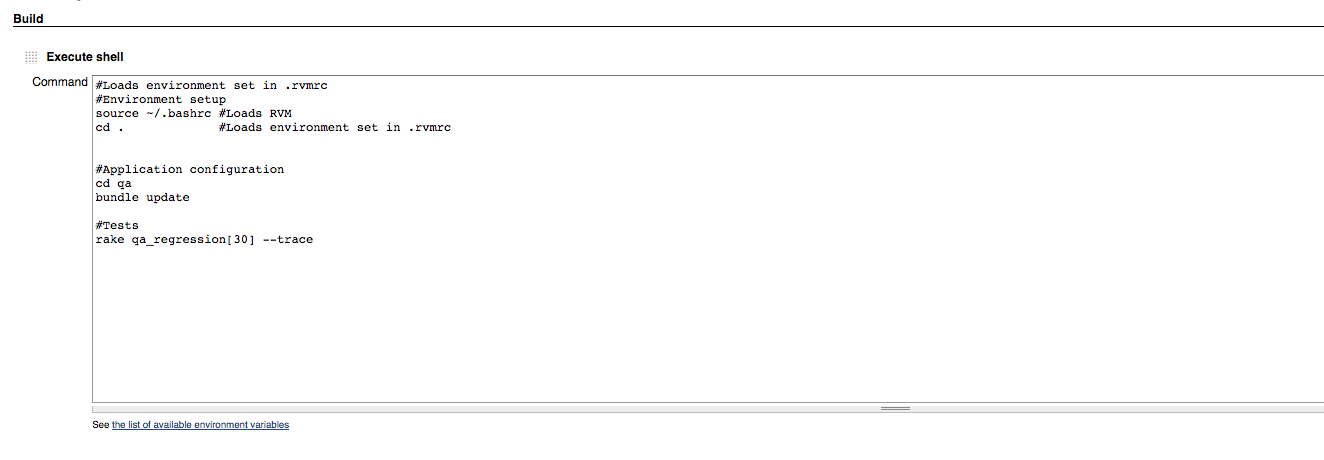 Build
Execute shell
Command
#Loads environment set in .rvmrc
#Environment setup
source ~/.bashrc #Loads RVM
cd .             #Loads environment set in .rvmrc
#Application configuration
cd qa
bundle update
#Tests
rake qa_regression[30] --trace
See the list of available environment variables